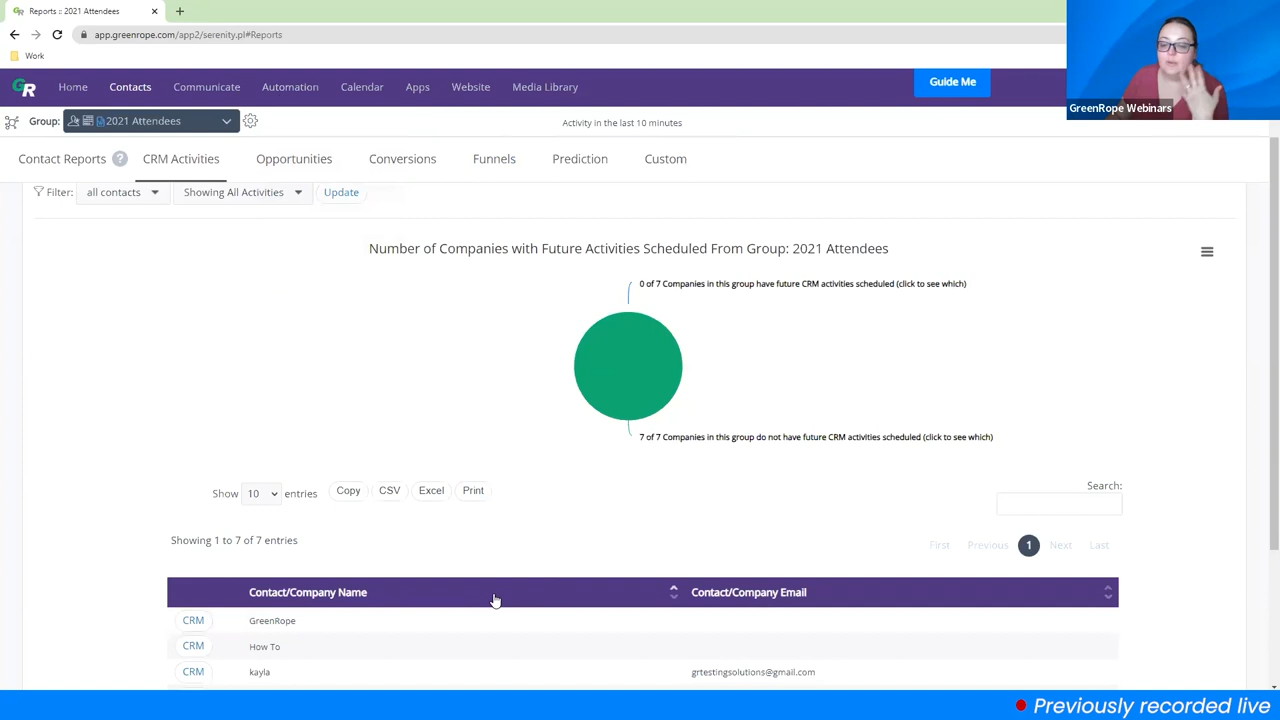 Reports :: 2021 Attendees
app.greenrope.com/app2/serenity.pl#Reports
Work
GR
Home
Contacts
Communicate
Automation
Calendar
Apps
Website
Media Library
Guide Me
GreenRope Webinars
Group:
2021 Attendees
Activity in the last 10 minutes
Contact Reports ?
CRM Activities
Opportunities
Conversions
Funnels
Prediction
Custom
Filter:
all contacts
Showing All Activities
Update
Number of Companies with Future Activities Scheduled From Group: 2021 Attendees
0 of 7 Companies in this group have future CRM activities scheduled (click to see which)
7 of 7 Companies in this group do not have future CRM activities scheduled (click to see which)
Show 10 entries
Copy
CSV
Excel
Print
Search:
Showing 1 to 7 of 7 entries
First
Previous
1
Next
Last
Contact/Company Name
Contact/Company Email
CRM GreenRope
CRM How To
CRM kayla grtestingsolutions@gmail.com
Previously recorded live